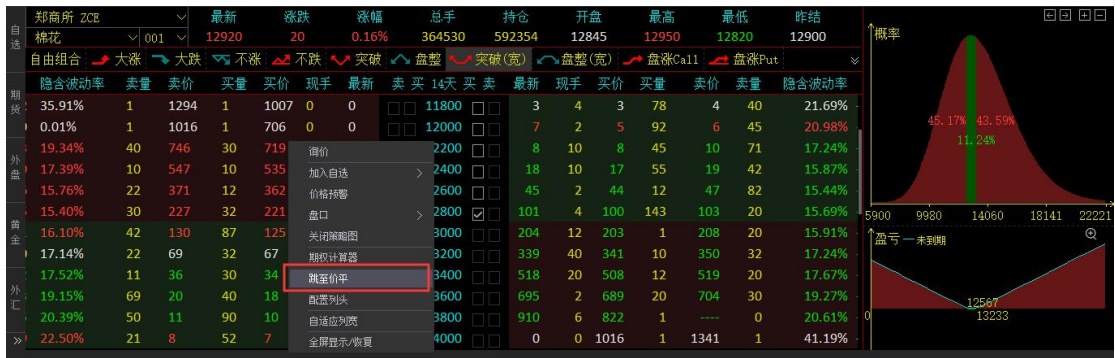 郑商所 ZCE 最新 涨跌 涨幅 总手 持仓 开盘 最高 最低 昨结
棉花 001 12920 20 0.16% 364530 592354 12845 12950 12820 12900
自由组合 大涨 大跌 不涨 不跌 突破 盘整 突破(宽) 盘整(宽) 盘涨Call 盘涨Put
隐含波动率 卖量 卖价 买量 买价 现手 最新 卖 买 14天 买 卖 最新 现手 买价 买量 卖价 卖量 隐含波动率
35.91% 1 1294 1 1007 0 0 11800 3 4 3 78 4 40 21.69%
0.01% 1 1016 1 706 0 0 12000 7 2 5 92 6 45 20.98%
19.34% 40 746 30 719 2200 8 10 8 45 10 71 17.24%
17.39% 10 547 10 535 2400 18 10 17 55 19 42 15.87%
15.76% 22 371 12 362 2600 45 2 44 12 47 82 15.44%
15.40% 30 227 32 221 2800 101 4 100 143 103 20 15.69%
16.10% 42 130 87 125 3000 204 12 203 1 208 20 15.91%
17.14% 22 69 32 67 3200 339 40 341 10 350 32 17.24%
17.52% 11 36 30 34 3400 518 20 508 12 519 20 17.67%
19.15% 69 20 40 18 3600 695 2 689 20 704 30 19.27%
20.39% 50 11 90 10 3800 910 6 822 1 ---- 0 20.61%
22.50% 21 8 52 7 4000 0 0 1016 1 1341 1 41.19%
询价
加入自选
价格预警
盘口
关闭策略图
期权计算器
跳至价平
配置列头
自适应列宽
全屏显示/恢复
自选
期货
外盘
黄金
外汇
概率
45.17% 43.59%
11.24%
5900 9980 14060 18141 22221
盈亏 未到期
12567
0 13233